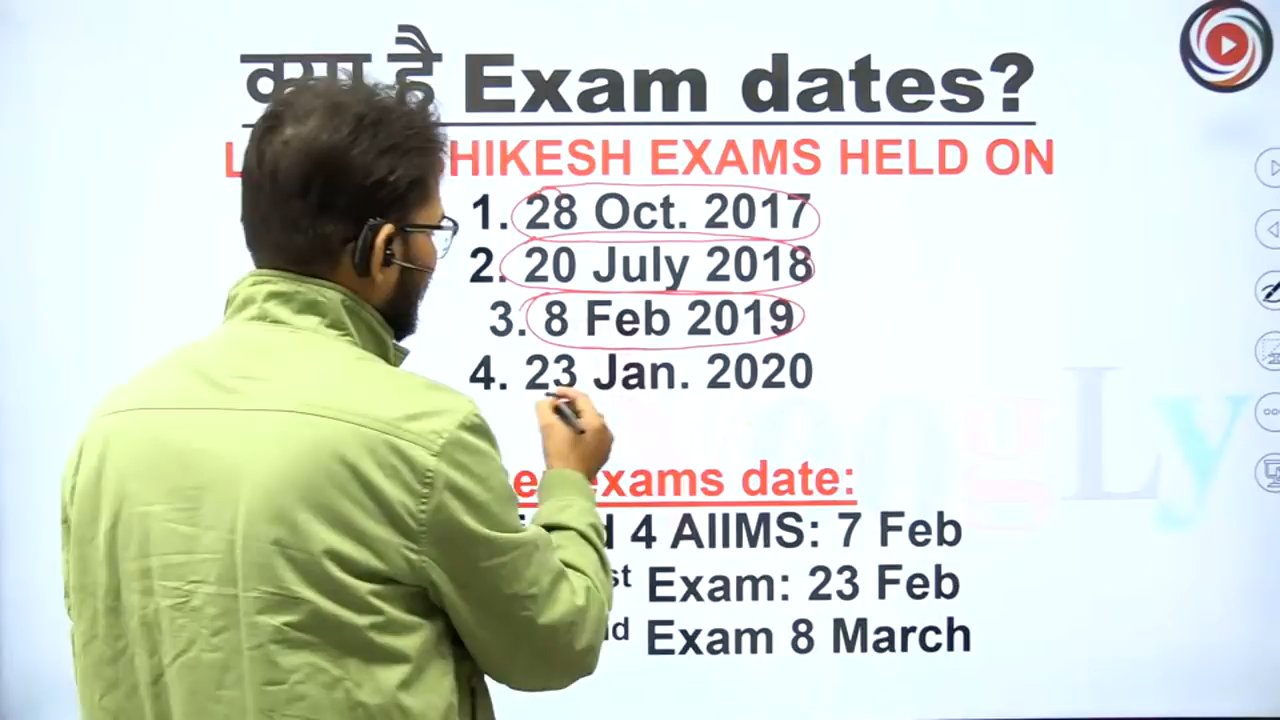 क्या है Exam dates?
HIKESH EXAMS HELD ON
1. 28 Oct. 2017
2. 20 July 2018
3. 8 Feb 2019
4. 23 Jan. 2020
exams date:
4 AIIMS: 7 Feb
st Exam: 23 Feb
nd Exam 8 March